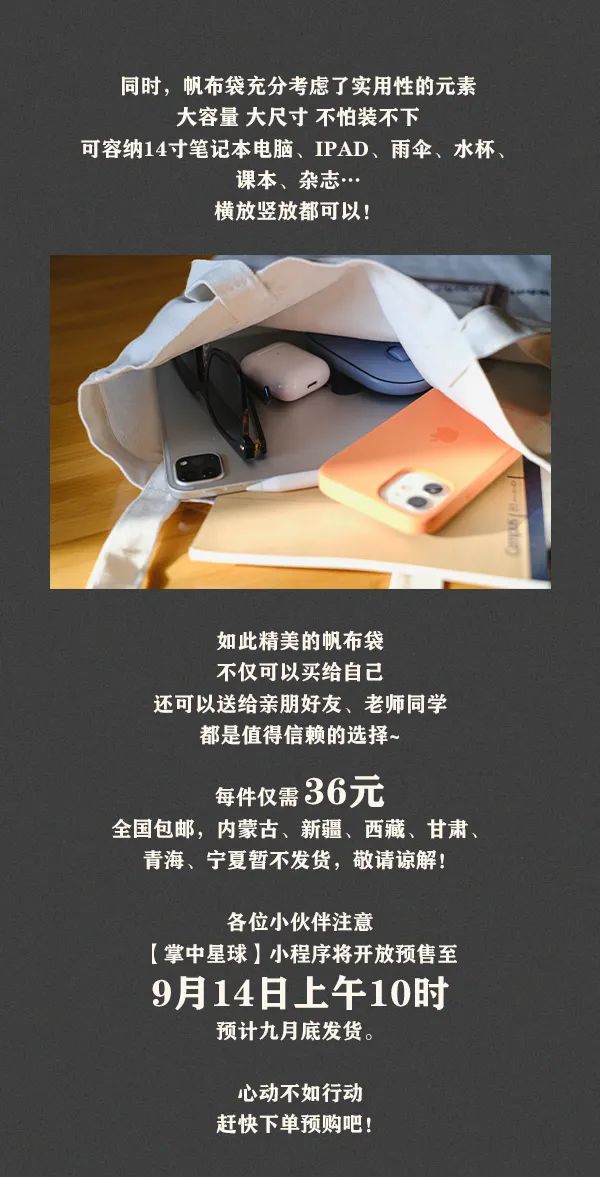 同时，帆布袋充分考虑了实用性的元素
大容量 大尺寸 不怕装不下
可容纳14寸笔记本电脑、IPAD、雨伞、水杯、
课本、杂志…
横放竖放都可以！
Campus
如此精美的帆布袋
不仅可以买给自己
还可以送给亲朋好友、老师同学
都是值得信赖的选择~
每件仅需 36元
全国包邮，内蒙古、新疆、西藏、甘肃、
青海、宁夏暂不发货，敬请谅解！
各位小伙伴注意
【掌中星球】小程序将开放预售至
9月14日上午10时
预计九月底发货。
心动不如行动
赶快下单预购吧！